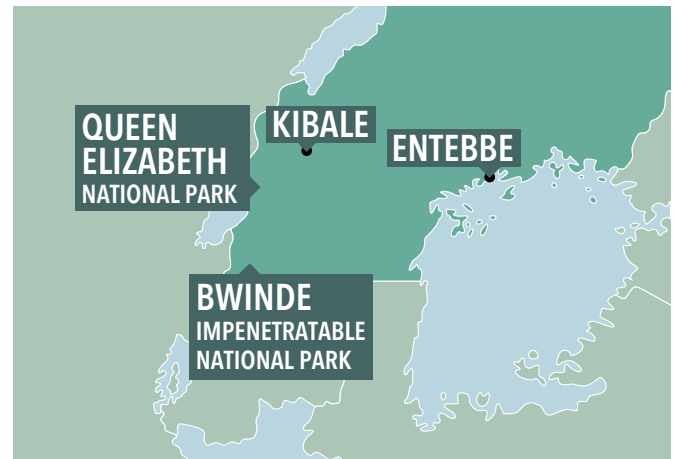 QUEEN
ELIZABETH
NATIONAL PARK
KIBALE
ENTEBBE
BWINDE
IMPENETRATABLE
NATIONAL PARK